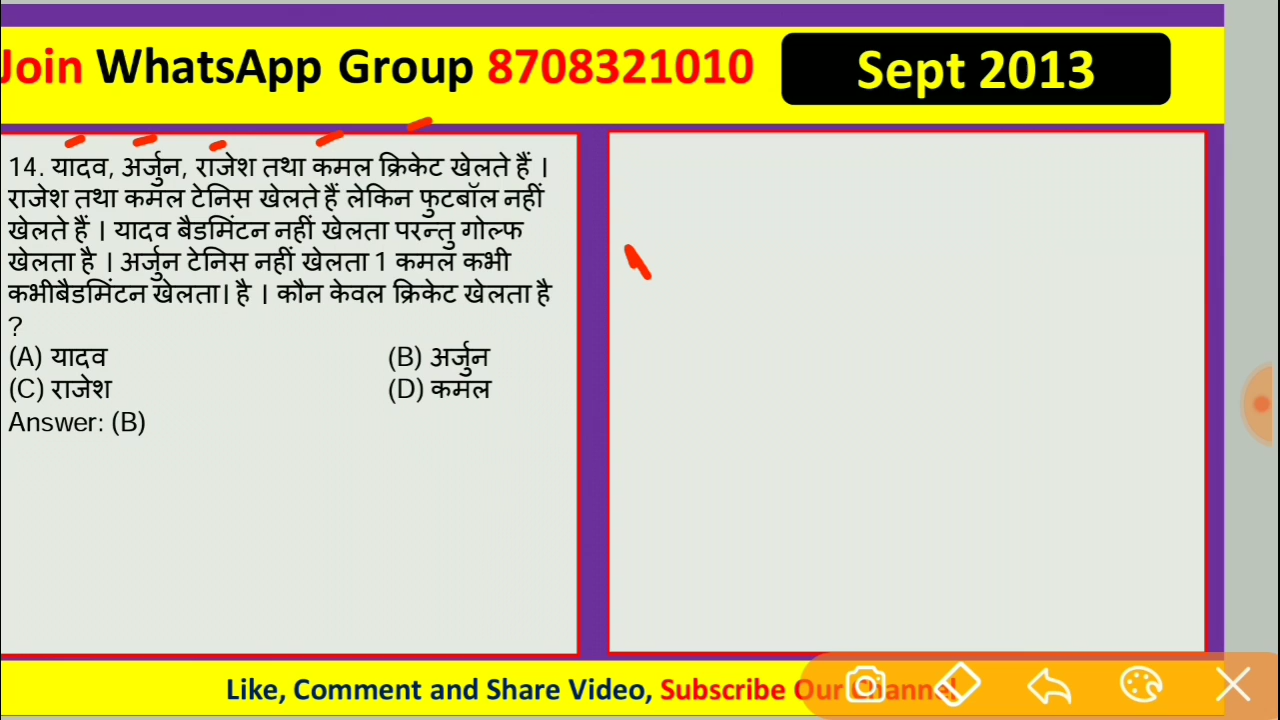 Join WhatsApp Group 8708321010
Sept 2013
14. यादव, अर्जुन, राजेश तथा कमल क्रिकेट खेलते हैं ।
राजेश तथा कमल टेनिस खेलते हैं लेकिन फुटबॉल नहीं
खेलते हैं । यादव बैडमिंटन नहीं खेलता परन्तु गोल्फ
खेलता है । अर्जुन टेनिस नहीं खेलता 1 कमल कभी
कभीबैडमिंटन खेलता। है । कौन केवल क्रिकेट खेलता है
?
(A) यादव (B) अर्जुन
(C) राजेश (D) कमल
Answer: (B)
Like, Comment and Share Video, Subscribe Our Channel